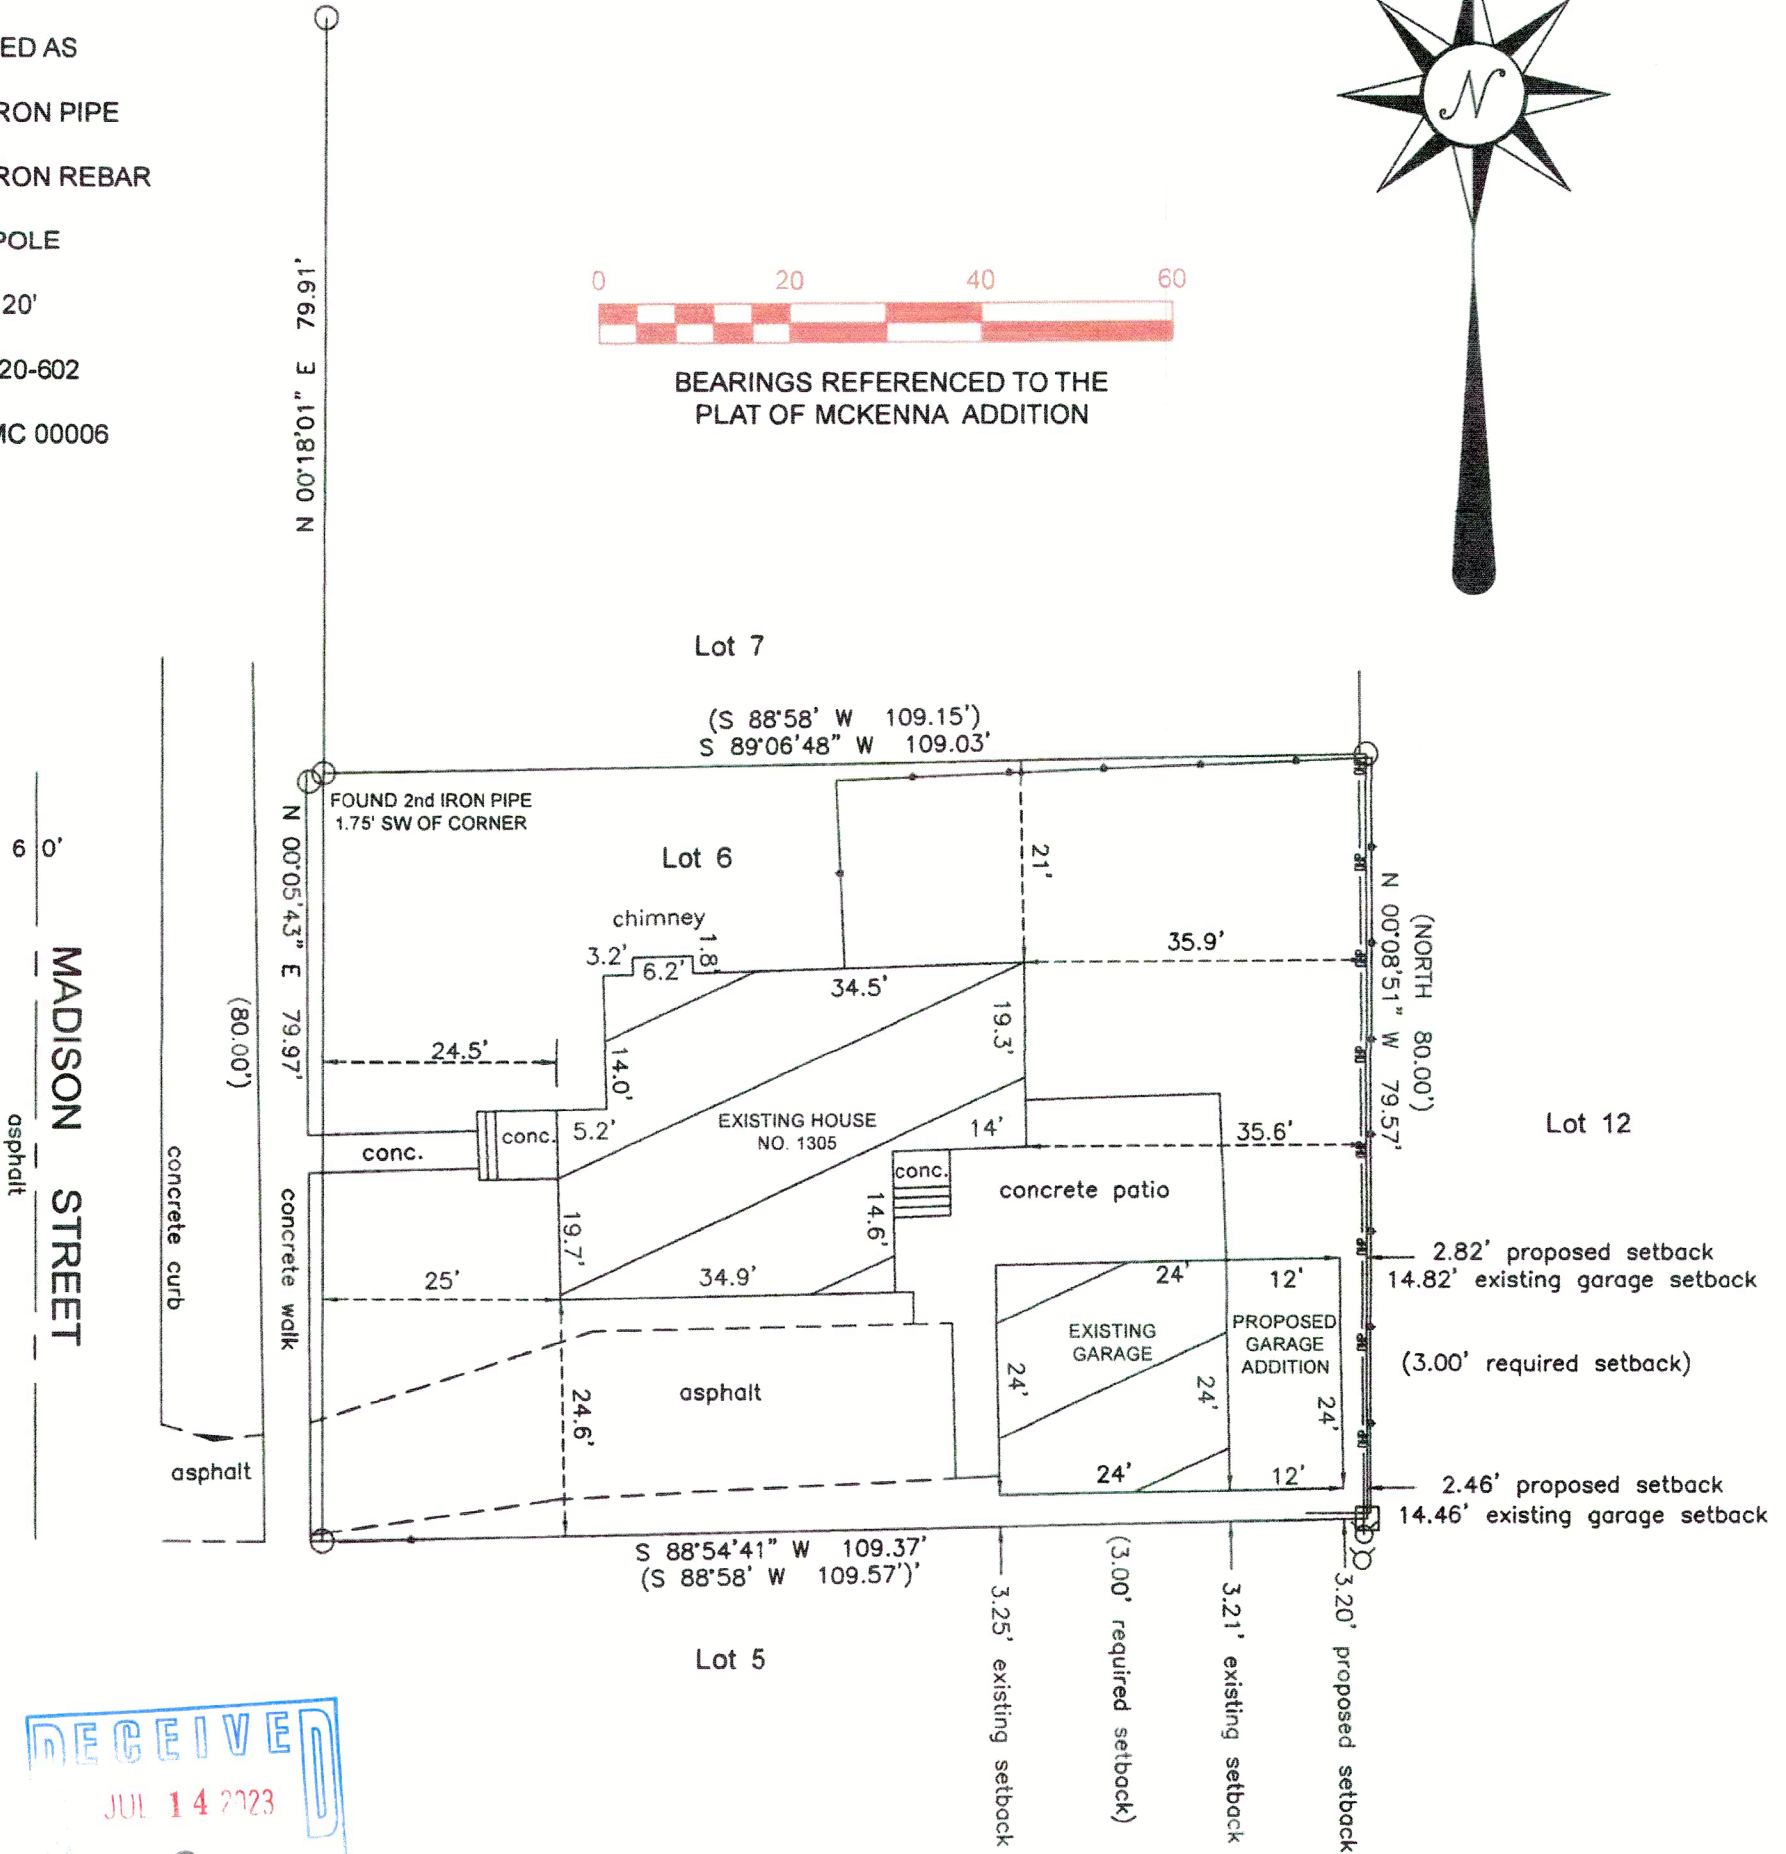 ED AS
RON PIPE
RON REBAR
POLE
20'
20-602
MC 00006
N
N 00°18'01" E 79.91'
0 20 40 60
BEARINGS REFERENCED TO THE
PLAT OF MCKENNA ADDITION
Lot 7
(S 88°58' W 109.15')
S 89°06'48" W 109.03'
FOUND 2nd IRON PIPE
1.75' SW OF CORNER
Lot 6
21'
6 0'
N 00°05'43" E 79.97'
(80.00')
MADISON STREET
asphalt
concrete curb
concrete walk
asphalt
chimney
3.2'
6.2'
1.8'
34.5'
35.9'
19.3'
24.5'
14.0'
5.2'
EXISTING HOUSE
NO. 1305
14'
35.6'
conc.
conc.
conc.
concrete patio
14.6'
19.7'
25'
34.9'
24.6'
asphalt
24'
12'
EXISTING
GARAGE
PROPOSED
GARAGE
ADDITION
24'
24'
24'
24'
12'
N 00°08'51" W 79.57'
(NORTH 80.00')
Lot 12
2.82' proposed setback
14.82' existing garage setback
(3.00' required setback)
2.46' proposed setback
14.46' existing garage setback
S 88°54'41" W 109.37'
(S 88°58' W 109.57')'
3.25' existing setback
(3.00' required setback)
3.21' existing setback
3.20' proposed setback
Lot 5
RECEIVED
JUL 14 2023